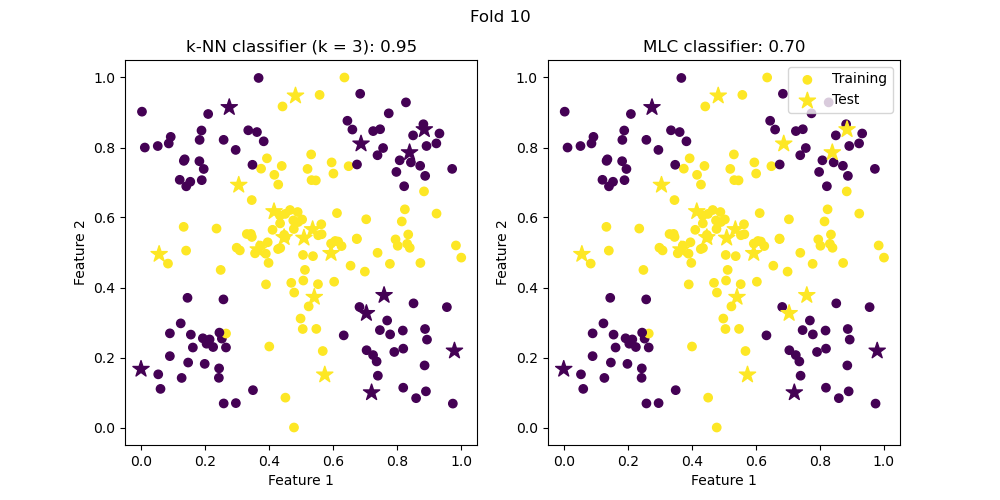 Fold 10
k-NN classifier (k = 3): 0.95
MLC classifier: 0.70
Training
Test
Feature 2
1.0
0.8
0.6
0.4
0.2
0.0
0.0 0.2 0.4 0.6 0.8 1.0
Feature 1
Feature 2
1.0
0.8
0.6
0.4
0.2
0.0
0.0 0.2 0.4 0.6 0.8 1.0
Feature 1